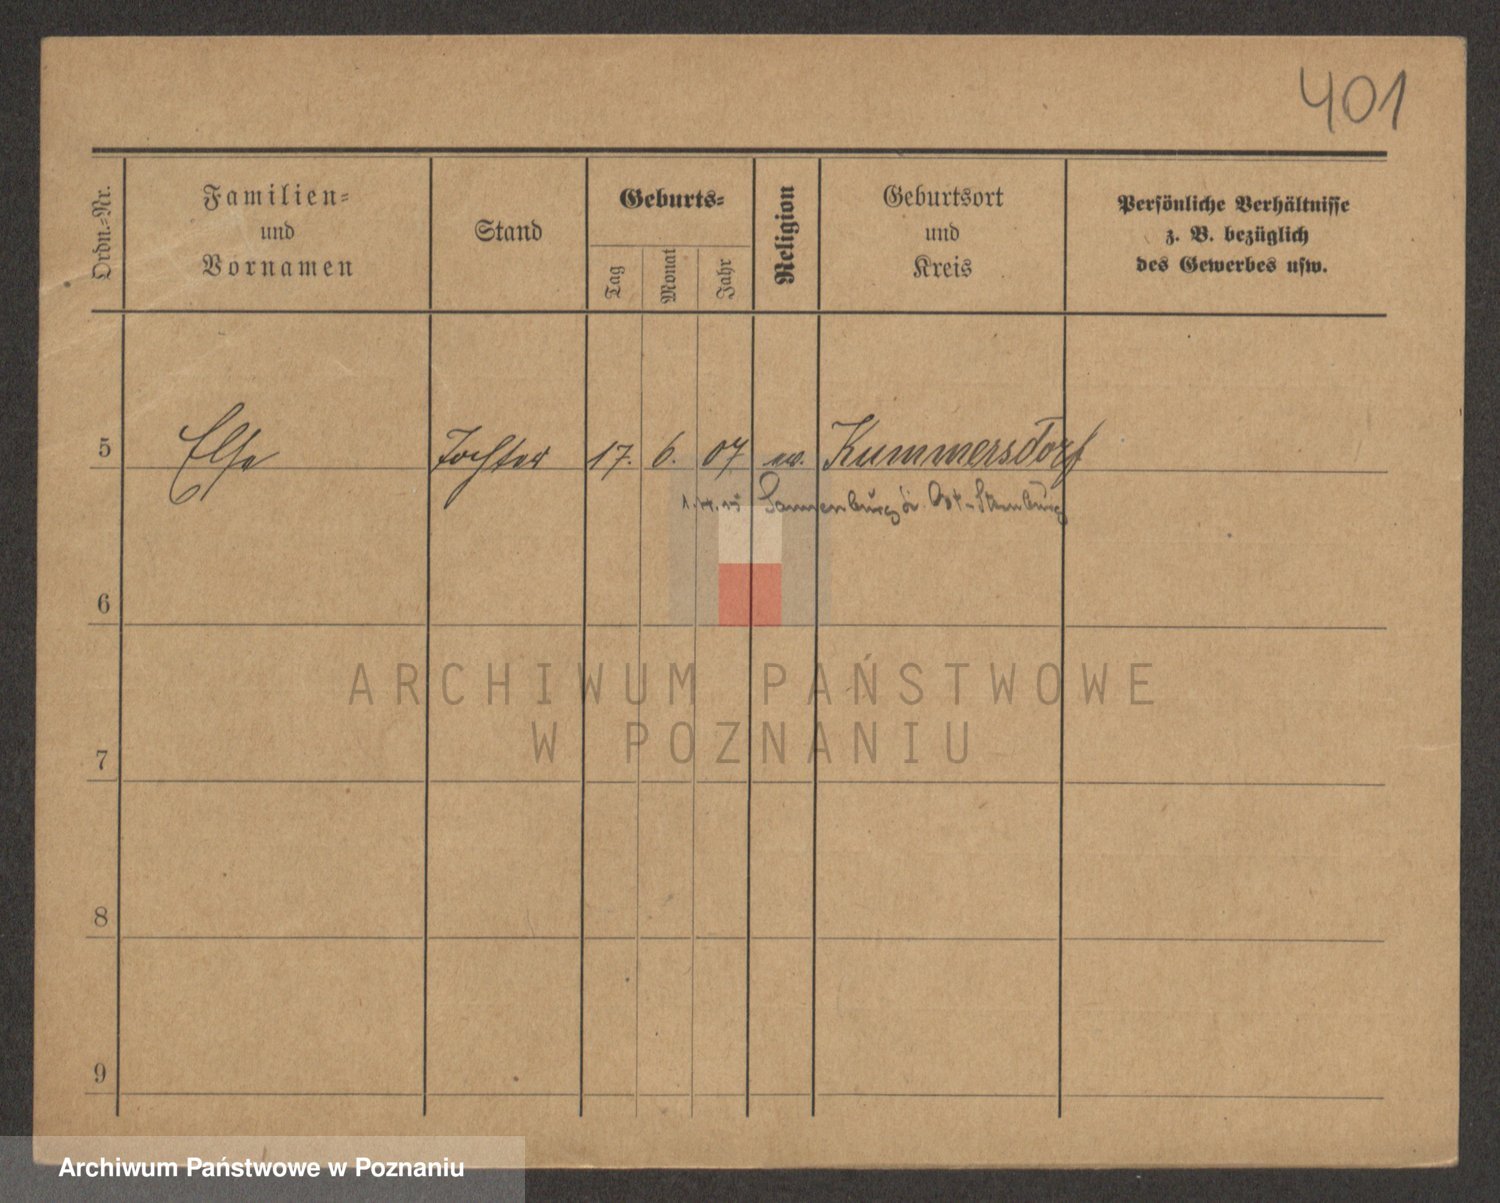 401
Ordn.-Nr.
Familien-
und
Vornamen
Stand
Geburts-
Tag
Monat
Jahr
Religion
Geburtsort
und
Kreis
Persönliche Verhältnisse
z. B. bezüglich
des Gewerbes usw.
5 Else Tochter 17. 6. 07 ev. Kummersdorf
6
7
8
9
ARCHIWUM PAŃSTWOWE
W POZNANIU
Archiwum Państwowe w Poznaniu